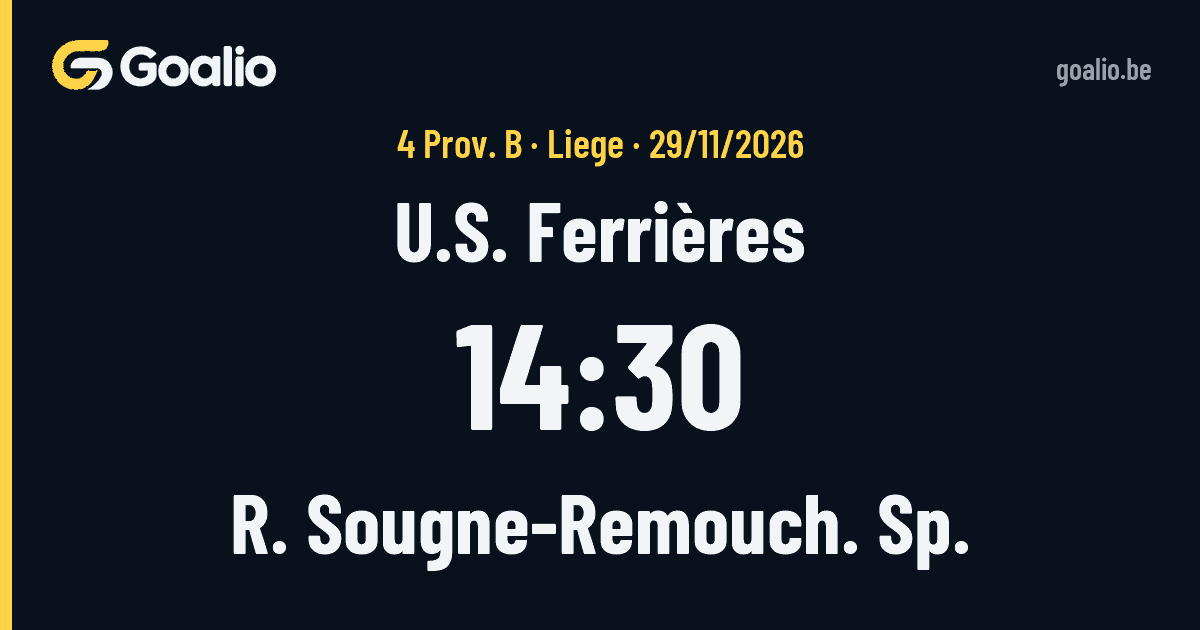 Goalio
goalio.be
4 Prov. B · Liege · 29/11/2026
U.S. Ferrières
14:30
R. Sougne-Remouch. Sp.